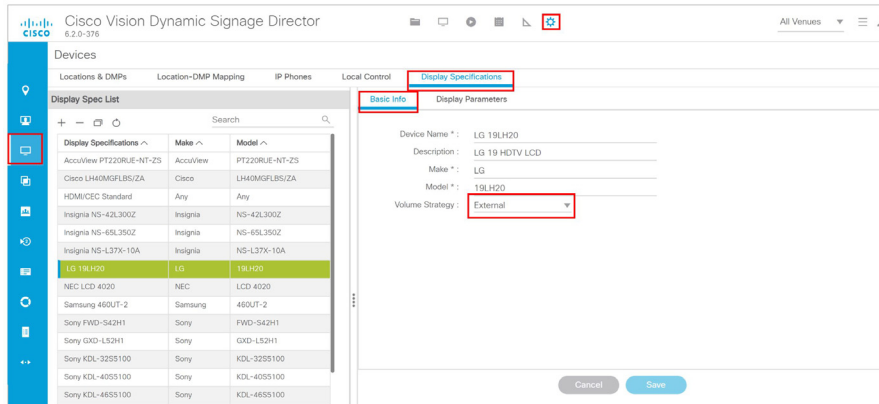 Cisco Vision Dynamic Signage Director
CISCO
6.2.0-376
All Venues
Devices
Locations & DMPs Location-DMP Mapping IP Phones Local Control Display Specifications
Display Spec List
Basic Info Display Parameters
Search
Display Specifications Make Model
AccuView PT220RUE-NT-ZS AccuView PT220RUE-NT-ZS
Cisco LH40MGFLBS/ZA Cisco LH40MGFLBS/ZA
HDMI/CEC Standard Any Any
Insignia NS-42L300Z Insignia NS-42L300Z
Insignia NS-65L350Z Insignia NS-65L350Z
Insignia NS-L37X-10A Insignia NS-L37X-10A
LG 19LH20 LG 19LH20
NEC LCD 4020 NEC LCD 4020
Samsung 460UT-2 Samsung 460UT-2
Sony FWD-S42H1 Sony FWD-S42H1
Sony GXD-L52H1 Sony GXD-L52H1
Sony KDL-32S5100 Sony KDL-32S5100
Sony KDL-40S5100 Sony KDL-40S5100
Sony KDL-46S5100 Sony KDL-46S5100
Device Name * : LG 19LH20
Description : LG 19 HDTV LCD
Make * : LG
Model * : 19LH20
Volume Strategy : External
Cancel Save